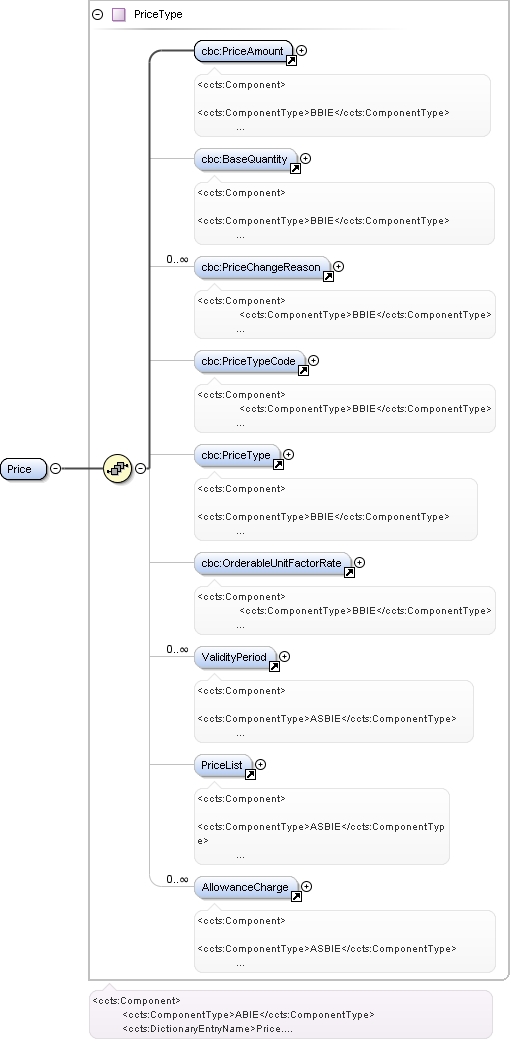 PriceType
cbc:PriceAmount
<ccts:Component>
<ccts:ComponentType>BBIE</ccts:ComponentType>
...
cbc:BaseQuantity
<ccts:Component>
<ccts:ComponentType>BBIE</ccts:ComponentType>
...
0..∞
cbc:PriceChangeReason
<ccts:Component>
<ccts:ComponentType>BBIE</ccts:ComponentType>
...
cbc:PriceTypeCode
<ccts:Component>
<ccts:ComponentType>BBIE</ccts:ComponentType>
...
cbc:PriceType
Price
<ccts:Component>
<ccts:ComponentType>BBIE</ccts:ComponentType>
...
cbc:OrderableUnitFactorRate
<ccts:Component>
<ccts:ComponentType>BBIE</ccts:ComponentType>
...
0..∞
ValidityPeriod
<ccts:Component>
<ccts:ComponentType>ASBIE</ccts:ComponentType>
...
PriceList
<ccts:Component>
<ccts:ComponentType>ASBIE</ccts:ComponentTyp
e>
...
0..∞
AllowanceCharge
<ccts:Component>
<ccts:ComponentType>ASBIE</ccts:ComponentType>
...
<ccts:Component>
<ccts:ComponentType>ABIE</ccts:ComponentType>
<ccts:DictionaryEntryName>Price....